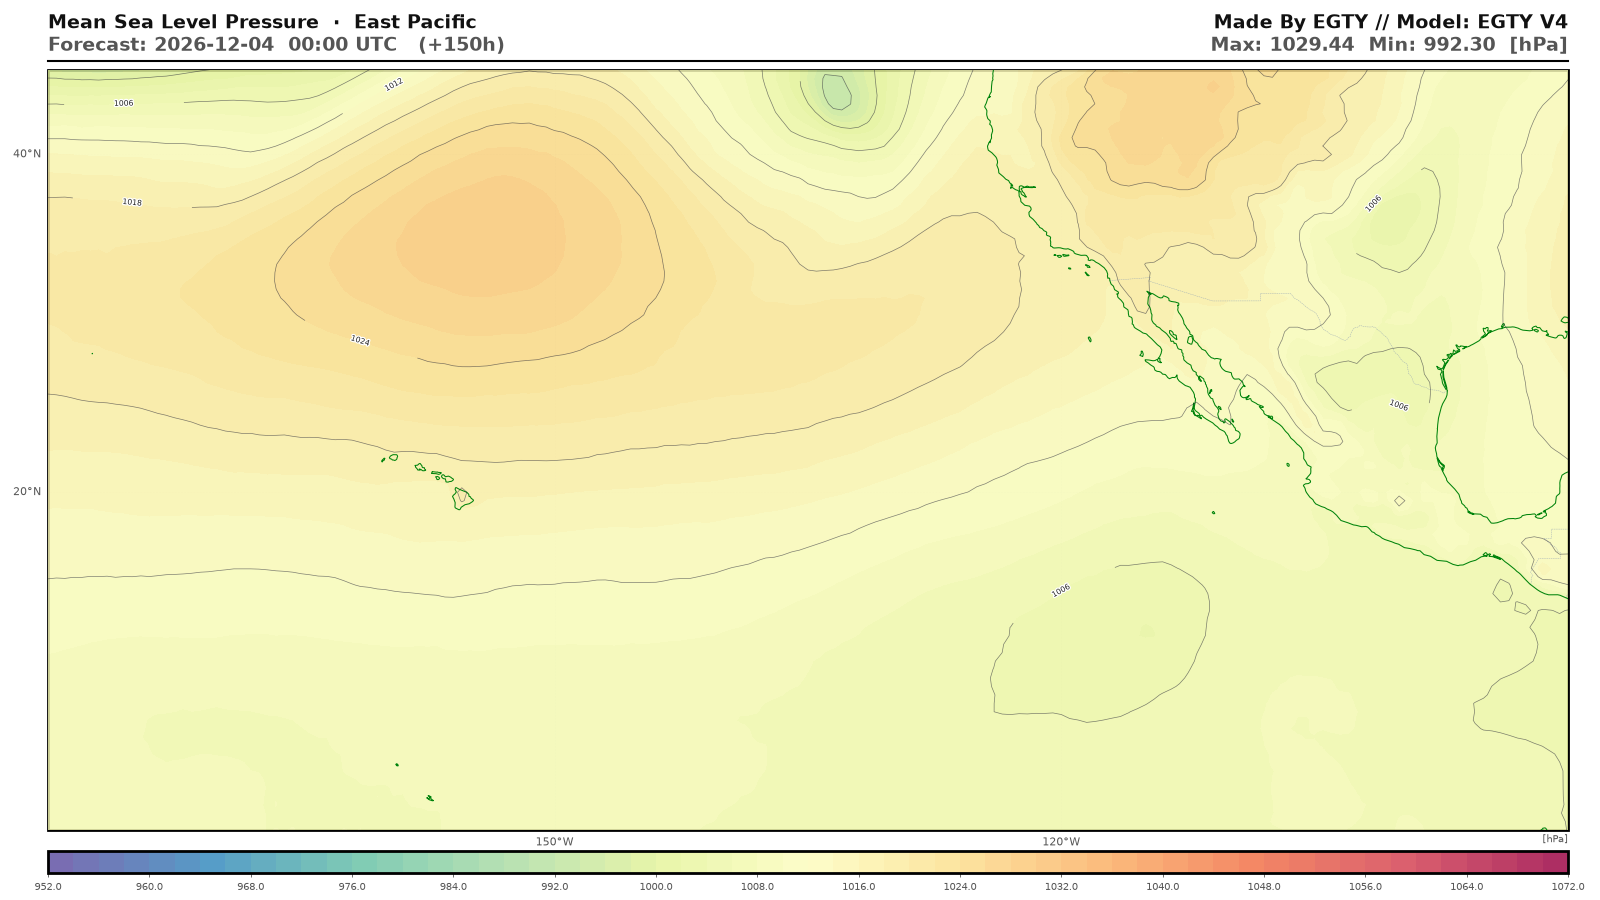 Mean Sea Level Pressure · East Pacific
Made By EGTY // Model: EGTY V4
Forecast: 2026-12-04 00:00 UTC (+150h)
Max: 1029.44 Min: 992.30 [hPa]
1012
1006
40°N
1018
1006
1024
1006
20°N
1006
150°W
120°W
[hPa]
952.0 960.0 968.0 976.0 984.0 992.0 1000.0 1008.0 1016.0 1024.0 1032.0 1040.0 1048.0 1056.0 1064.0 1072.0